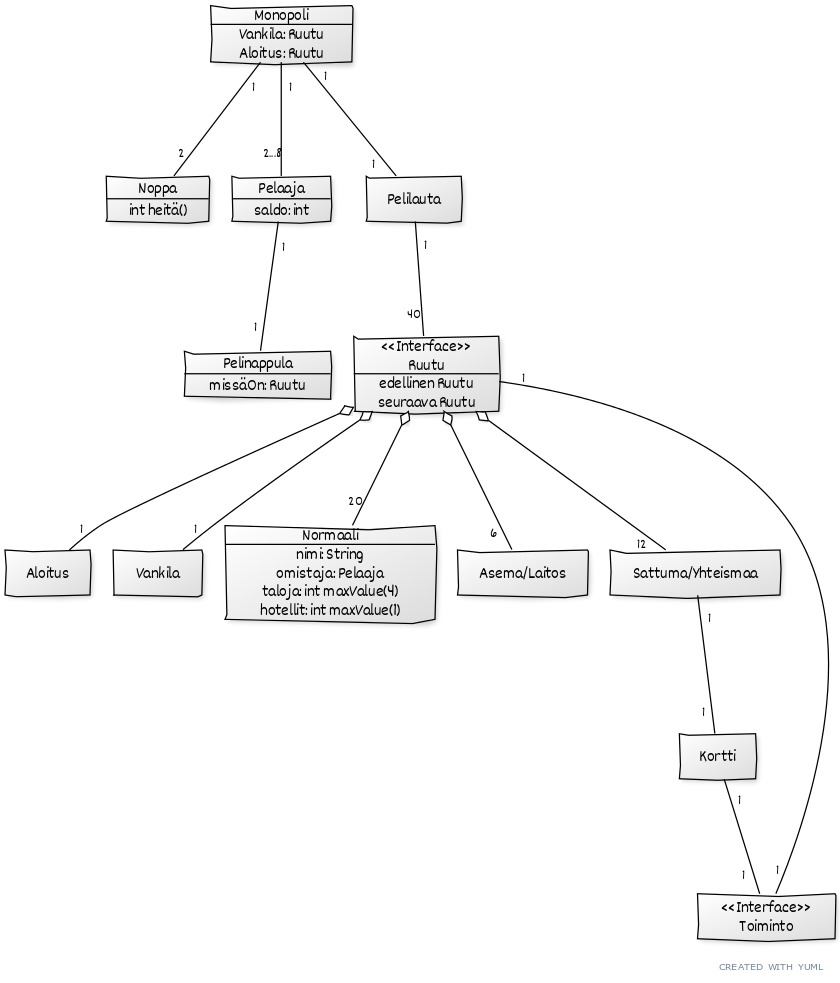 Monopoli
Vankila: Ruutu
Aloitus: Ruutu
1
1
1
2
2...8
1
Noppa
int heitä()
Pelaaja
saldo: int
Pelilauta
1
1
1
40
Pelinappula
missäOn: Ruutu
<<Interface>>
Ruutu
edellinen Ruutu
seuraava Ruutu
1
1
1
20
6
12
Aloitus
Vankila
Normaali
nimi: String
omistaja: Pelaaja
taloja: int maxValue(4)
hotellit: int maxValue(1)
Asema/Laitos
Sattuma/Yhteismaa
1
1
Kortti
1
1
1
<<Interface>>
Toiminto
CREATED WITH YUML